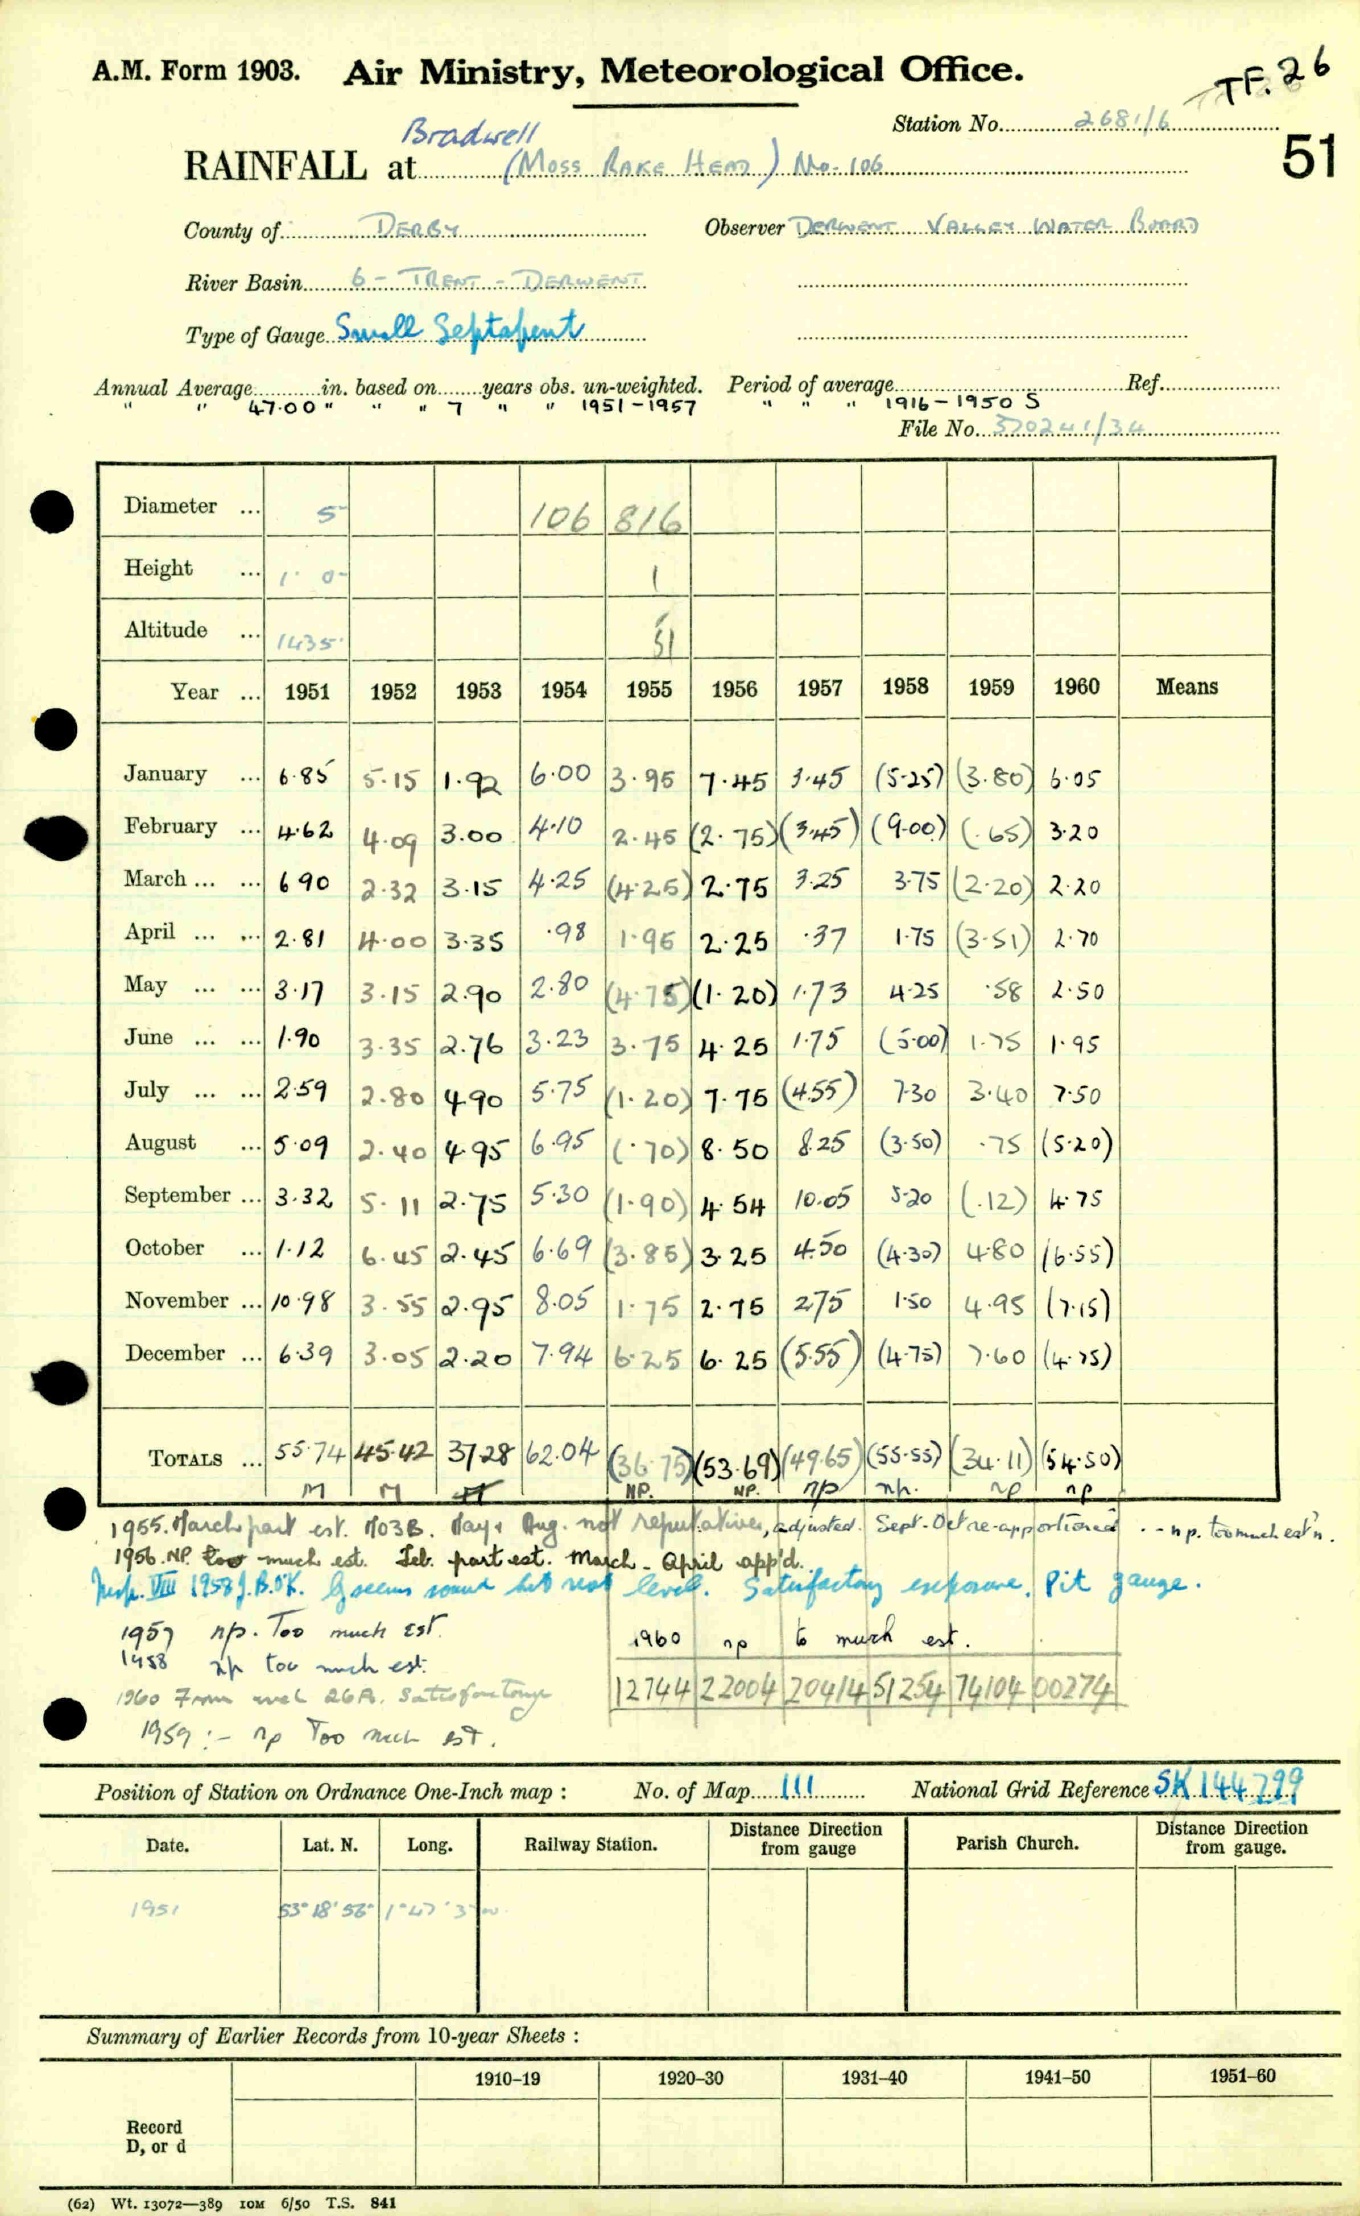 A.M. Form 1903. Air Ministry, Meteorological Office. TF.26
Station No. 2681/6
Bradwell
RAINFALL at (MOSS RAKE HEAD) No. 106
51
County of DERBY Observer DERWENT VALLEY WATER BOARD
River Basin 6 - TRENT - DERWENT
Type of Gauge Small Septapent
Annual Average in. based on years obs. un-weighted. Period of average Ref.
" " 47.00 " " " 7 " " 1951-1957 " " " 1916-1950 S
File No. 370241/34
Diameter ... 5 106 816
Height ... 1. 0 1
Altitude ... 1435 51
Year ... 1951 1952 1953 1954 1955 1956 1957 1958 1959 1960 Means
January ... 6.85 5.15 1.92 6.00 3.95 7.45 3.45 (5.25) (3.80) 6.05
February ... 4.62 4.09 3.00 4.10 2.45 (2.75) (3.45) (9.00) (.65) 3.20
March ... ... 6.90 2.32 3.15 4.25 (4.25) 2.75 3.25 3.75 (2.20) 2.20
April ... ... 2.81 4.00 3.35 .98 1.95 2.25 .37 1.75 (3.51) 2.70
May ... ... 3.17 3.15 2.90 2.80 (4.75) (1.20) 1.73 4.25 .58 2.50
June ... ... 1.90 3.35 2.76 3.23 3.75 4.25 1.75 (5.00) 1.75 1.95
July ... ... 2.59 2.80 4.90 5.75 (1.20) 7.75 (4.55) 7.30 3.40 7.50
August ... 5.09 2.40 4.95 6.95 (.70) 8.50 8.25 (3.50) .75 (5.20)
September ... 3.32 5.11 2.75 5.30 (1.90) 4.54 10.05 5.20 (.12) 4.75
October ... 1.12 6.45 2.45 6.69 (3.85) 3.25 4.50 (4.30) 4.80 (6.55)
November ... 10.98 3.55 2.95 8.05 1.75 2.75 2.75 1.50 4.95 (7.15)
December ... 6.39 3.05 2.20 7.94 6.25 6.25 (5.55) (4.75) 7.60 (4.75)
TOTALS ... 55.74 45.42 37.28 62.04 (36.75) (53.69) (49.65) (55.55) (34.11) (54.50)
M M NP. NP. np np. np np
1955. March part est. M03B. May & Aug. not reputative, adjusted. Sept-Oct re-apportioned. - - np. too much est'n.
1956. NP too much est. Feb. part est. March - April app'd.
Insp. VIII 1958 J.B.O'K. G seems sound but not level. Satisfactory exposure. Pit gauge.
1957 np. Too much Est.
1960 np to much est.
1958 np too much est.
12744 22004 20414 51254 74104 00274
1960 From met 26A. Satisfactory
1959 :- np Too much est.
Position of Station on Ordnance One-Inch map : No. of Map 111 National Grid Reference SK 144799
Date. Lat. N. Long. Railway Station. Distance Direction from gauge Parish Church. Distance Direction from gauge.
1951 53° 18' 56" 1° 47' 3" W.
Summary of Earlier Records from 10-year Sheets :
1910–19 1920–30 1931–40 1941–50 1951–60
Record
D, or d
(62) Wt. 13072—389 10M 6/50 T.S. 841